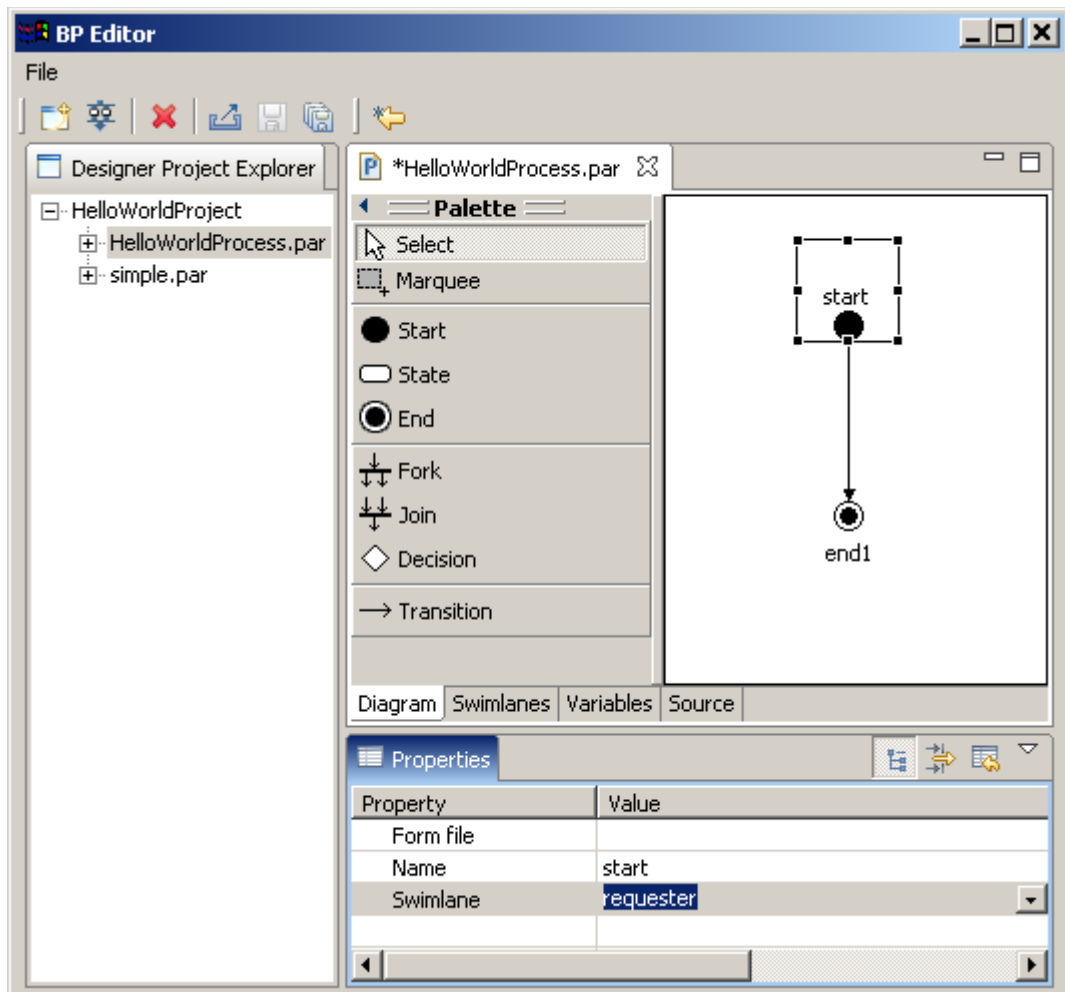 BP Editor
File
Designer Project Explorer
HelloWorldProject
HelloWorldProcess.par
simple.par
*HelloWorldProcess.par
Palette
Select
Marquee
Start
State
End
Fork
Join
Decision
Transition
start
end1
Diagram Swimlanes Variables Source
Properties
Property Value
Form file
Name start
Swimlane requester